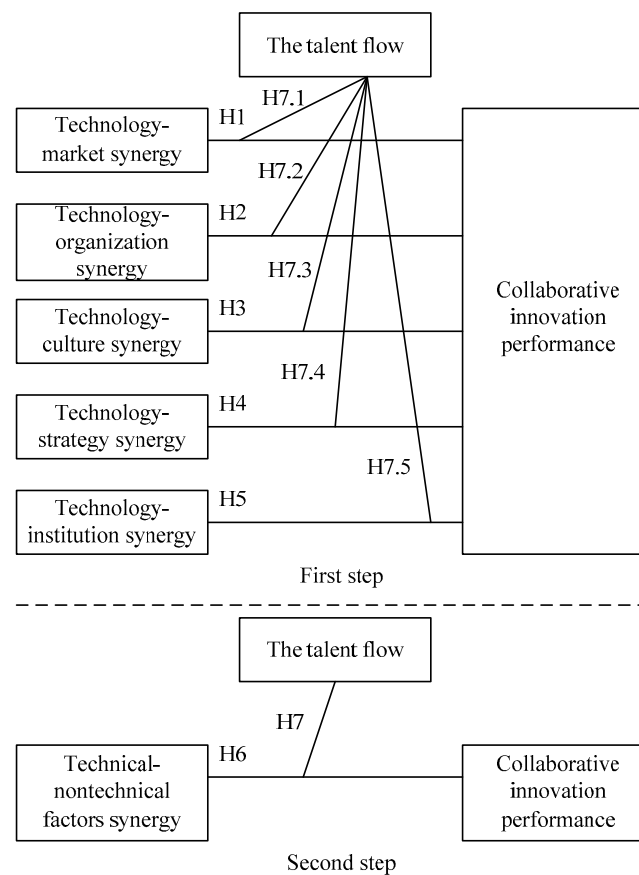 The talent flow
H7.1
H1
Technology-
market synergy
H7.2
H2
Technology-
organization
synergy
H7.3
H3
Technology-
culture synergy
Collaborative
innovation
performance
H7.4
H4
Technology-
strategy synergy
H7.5
H5
Technology-
institution synergy
First step
The talent flow
H7
H6
Technical-
nontechnical
factors synergy
Collaborative
innovation
performance
Second step